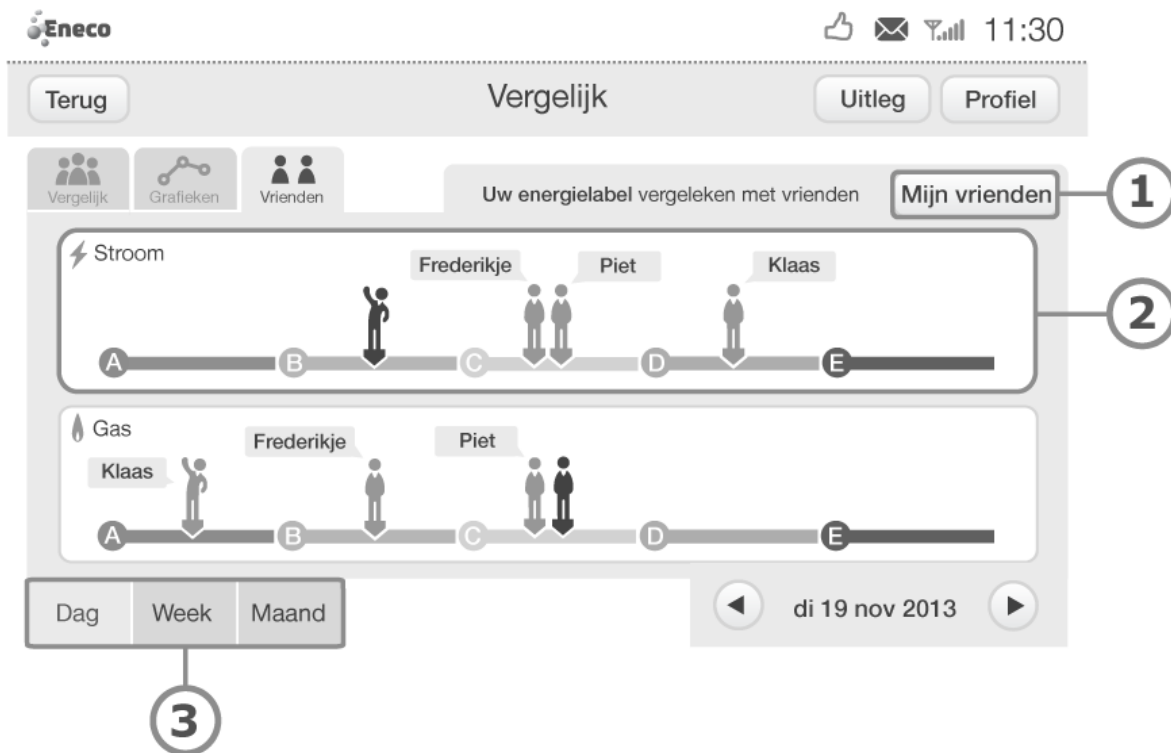 Eneco
11:30
Terug
Vergelijk
Uitleg
Profiel
Vergelijk
Grafieken
Vrienden
Uw energielabel vergeleken met vrienden
Mijn vrienden
1
Stroom
Frederikje
Piet
Klaas
A B C D E
2
Gas
Klaas
Frederikje
Piet
A B C D E
Dag
Week
Maand
di 19 nov 2013
3